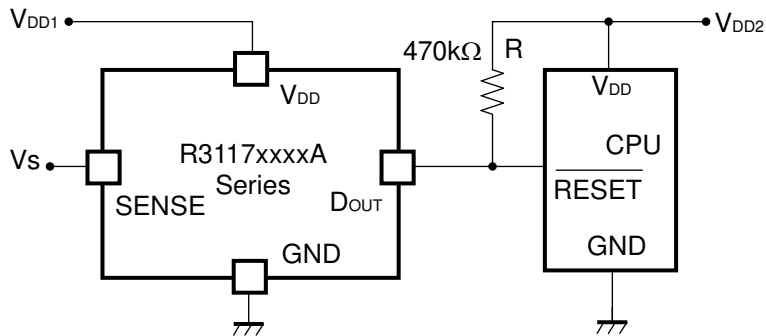 VDD1
VDD2
470kΩ R
VDD
VDD
R3117xxxxA
Series
CPU
Vs
SENSE
DOUT
RESET
GND
GND